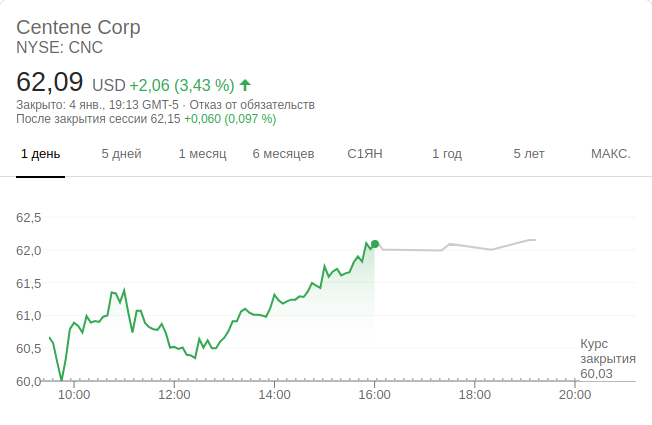 Centene Corp
NYSE: CNC
62,09 USD +2,06 (3,43 %)
Закрыто: 4 янв., 19:13 GMT-5 · Отказ от обязательств
После закрытия сессии 62,15 +0,060 (0,097 %)
1 день 5 дней 1 месяц 6 месяцев С1ЯН 1 год 5 лет МАКС.
62,5
62,0
61,5
61,0
60,5
60,0
Курс
закрытия
60,03
10:00 12:00 14:00 16:00 18:00 20:00